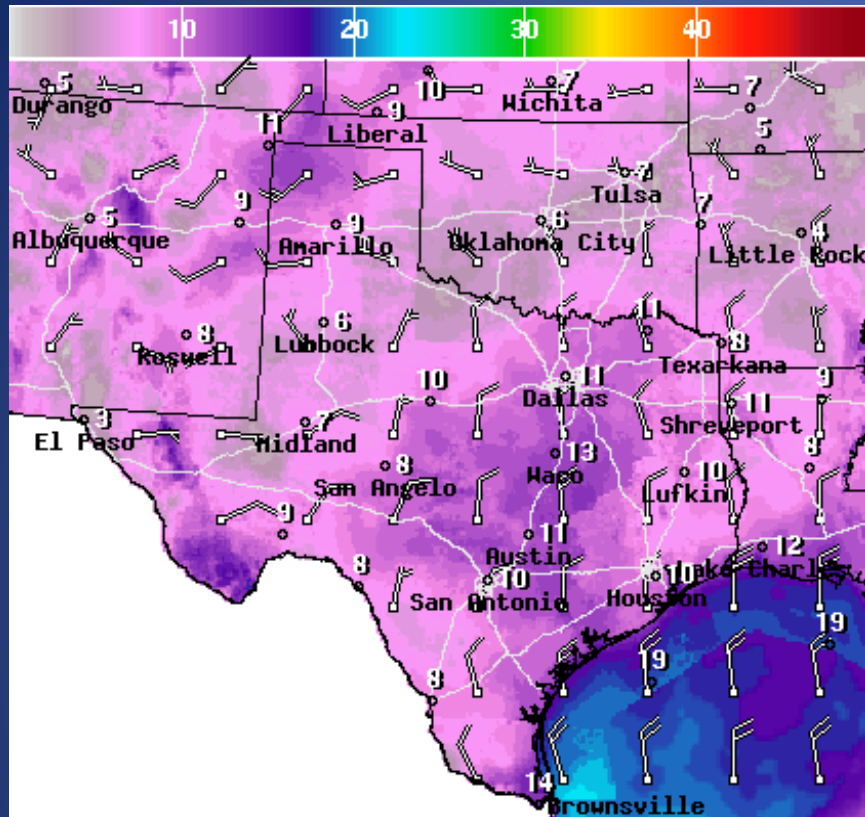 10 20 30 40
5 10 7 7
Durango Wichita
9
Liberal
11 5
7
Tulsa
5 9 9 6 7 4
Albuquerque Amarillo Oklahoma City Little Rock
8 6 11 8
Roswell Lubbock Texarkana
11
Dallas
10 11 9
3 7 Shreveport
El Paso Midland
13
8 Waco 10 8
San Angelo Lufkin
9 11 12
Austin Lake Charles
8 10 10
San Antonio Houston
19
19
8
14
Brownsville